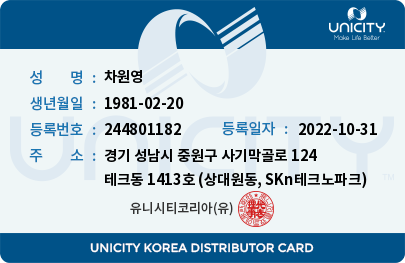 UNICITY
Make Life Better
성 명 : 차원영
생년월일 : 1981-02-20
등록번호 : 244801182 등록일자 : 2022-10-31
주 소 : 경기 성남시 중원구 사기막골로 124
테크동 1413호 (상대원동, SKn테크노파크)
유니시티코리아(유)
UNICITY
UNICITY KOREA DISTRIBUTOR CARD